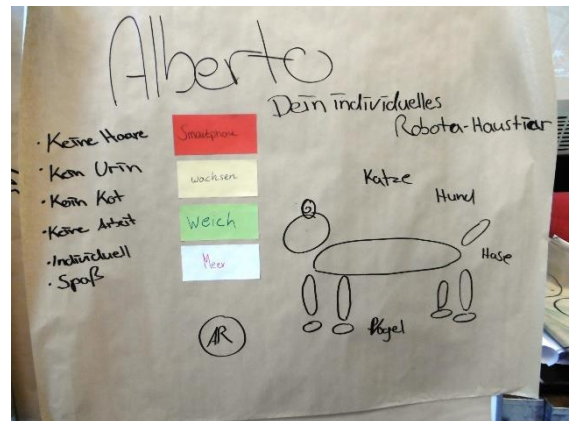 Alberto
Dein individuelles
Roboter-Haustier
· Keine Haare
· Kein Urin
· Kein Kot
· Keine Arbeit
· Individuell
· Spaß
Smartphone
wachsen
Weich
Meer
Katze
Hund
Hase
Vogel
AR